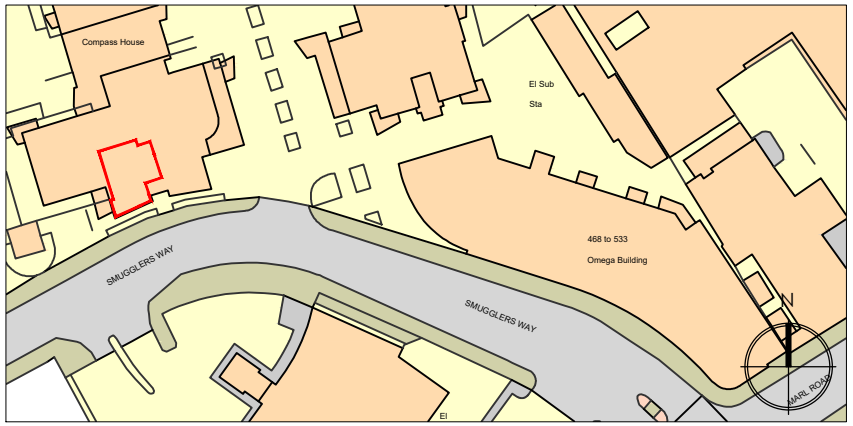 Compass House
El Sub
Sta
468 to 533
Omega Building
SMUGGLERS WAY
SMUGGLERS WAY
N
MARL ROAD
El